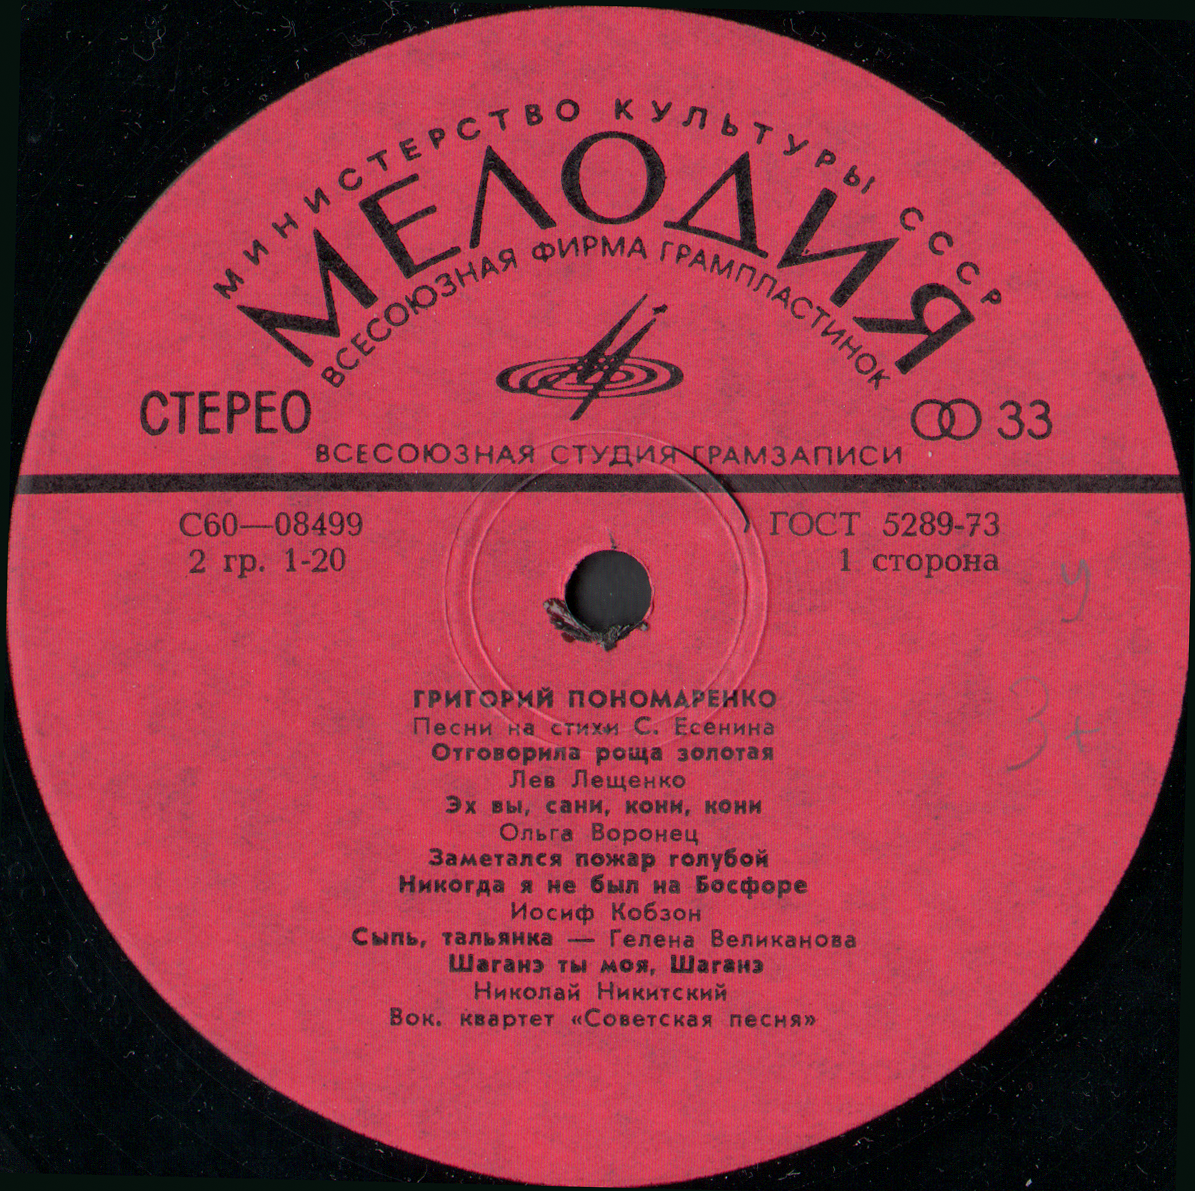 МИНИСТЕРСТВО КУЛЬТУРЫ СССР
МЕЛОДИЯ
ВСЕСОЮЗНАЯ ФИРМА ГРАМПЛАСТИНОК
СТЕРЕО
33
ВСЕСОЮЗНАЯ СТУДИЯ ГРАМЗАПИСИ
С60—08499
ГОСТ 5289-73
2 гр. 1-20
1 сторона
У
3+
ГРИГОРИЙ ПОНОМАРЕНКО
Песни на стихи С. Есенина
Отговорила роща золотая
Лев Лещенко
Эх вы, сани, кони, кони
Ольга Воронец
Заметался пожар голубой
Никогда я не был на Босфоре
Иосиф Кобзон
Сыпь, тальянка — Гелена Великанова
Шаганэ ты моя, Шаганэ
Николай Никитский
Вок. квартет «Советская песня»